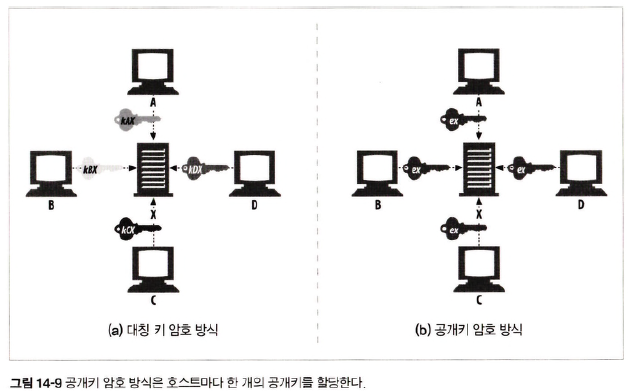 A
kAX
kBX
kDX
B
X
D
kCX
C
(a) 대칭 키 암호 방식
A
ex
ex
ex
B
X
D
ex
C
(b) 공개키 암호 방식
그림 14-9 공개키 암호 방식은 호스트마다 한 개의 공개키를 할당한다.